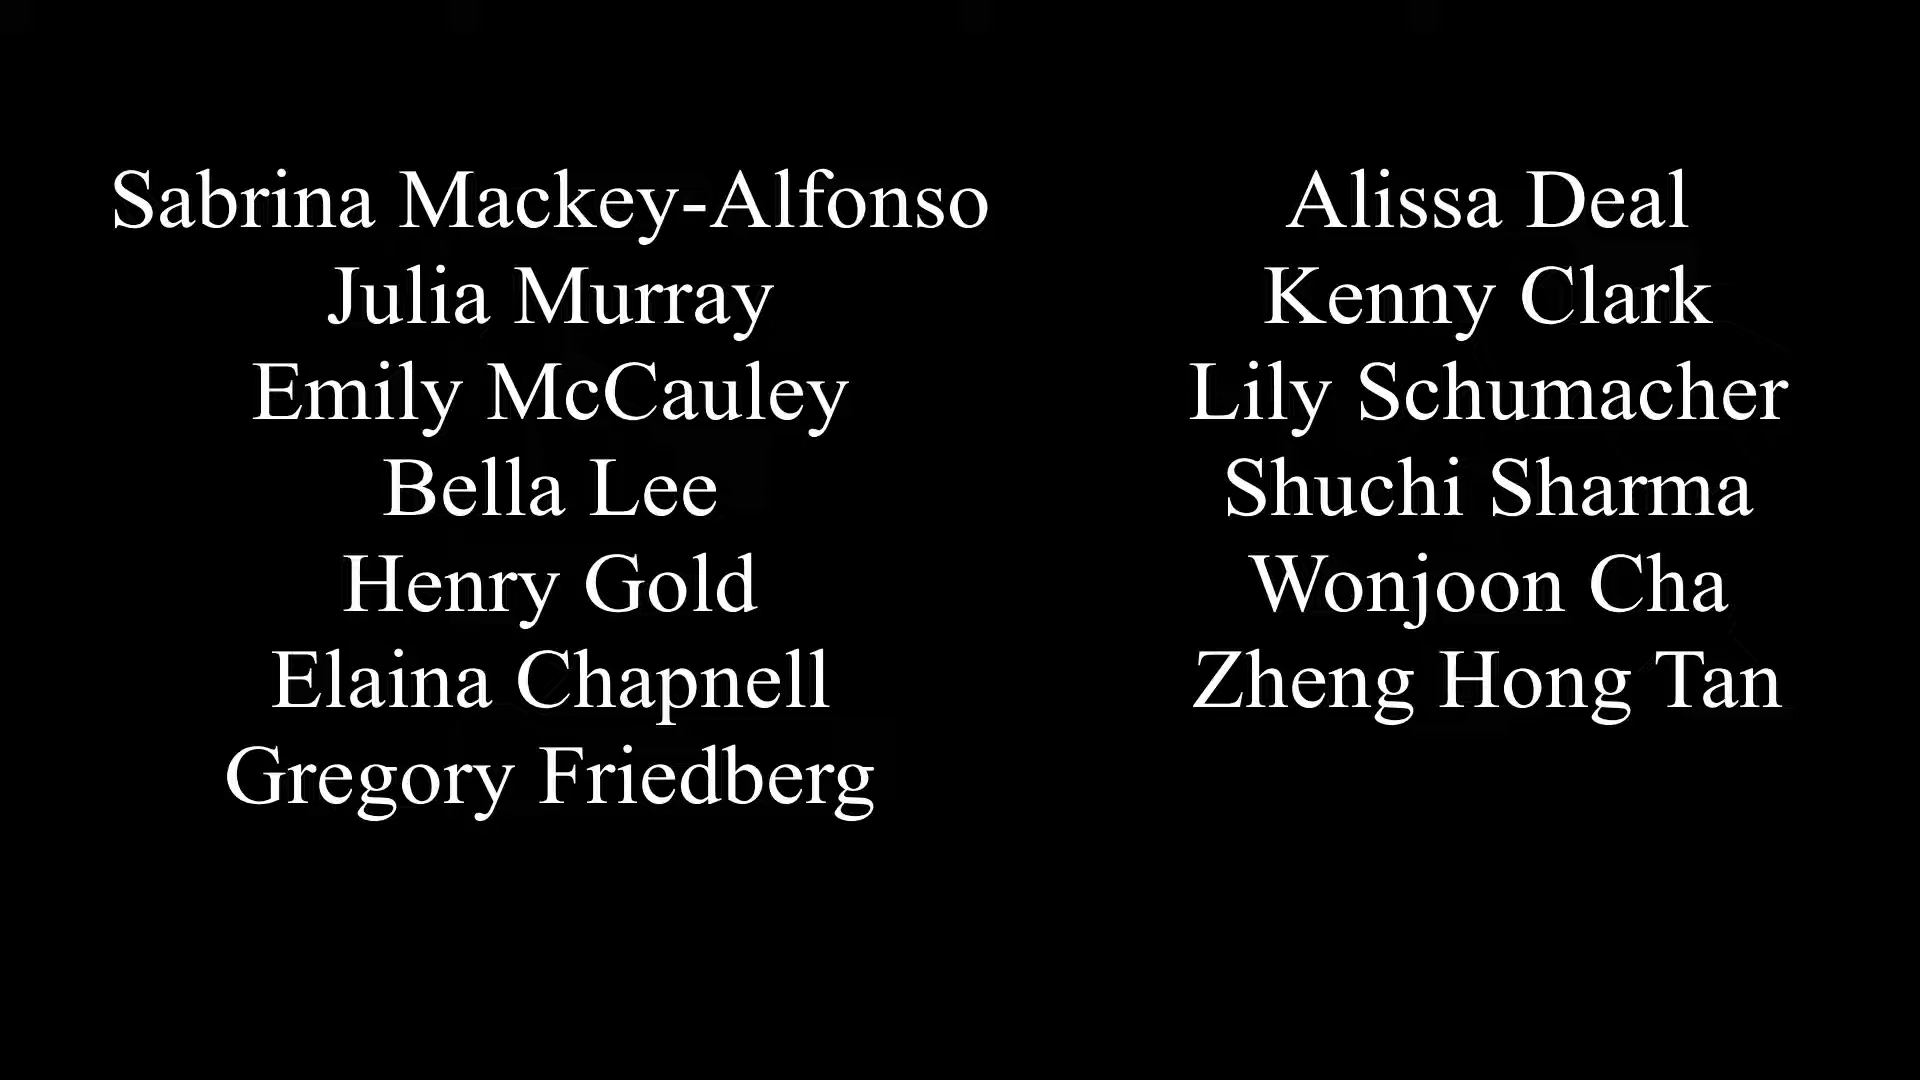 Sabrina Mackey-Alfonso
Julia Murray
Emily McCauley
Bella Lee
Henry Gold
Elaina Chapnell
Gregory Friedberg
Alissa Deal
Kenny Clark
Lily Schumacher
Shuchi Sharma
Wonjoon Cha
Zheng Hong Tan